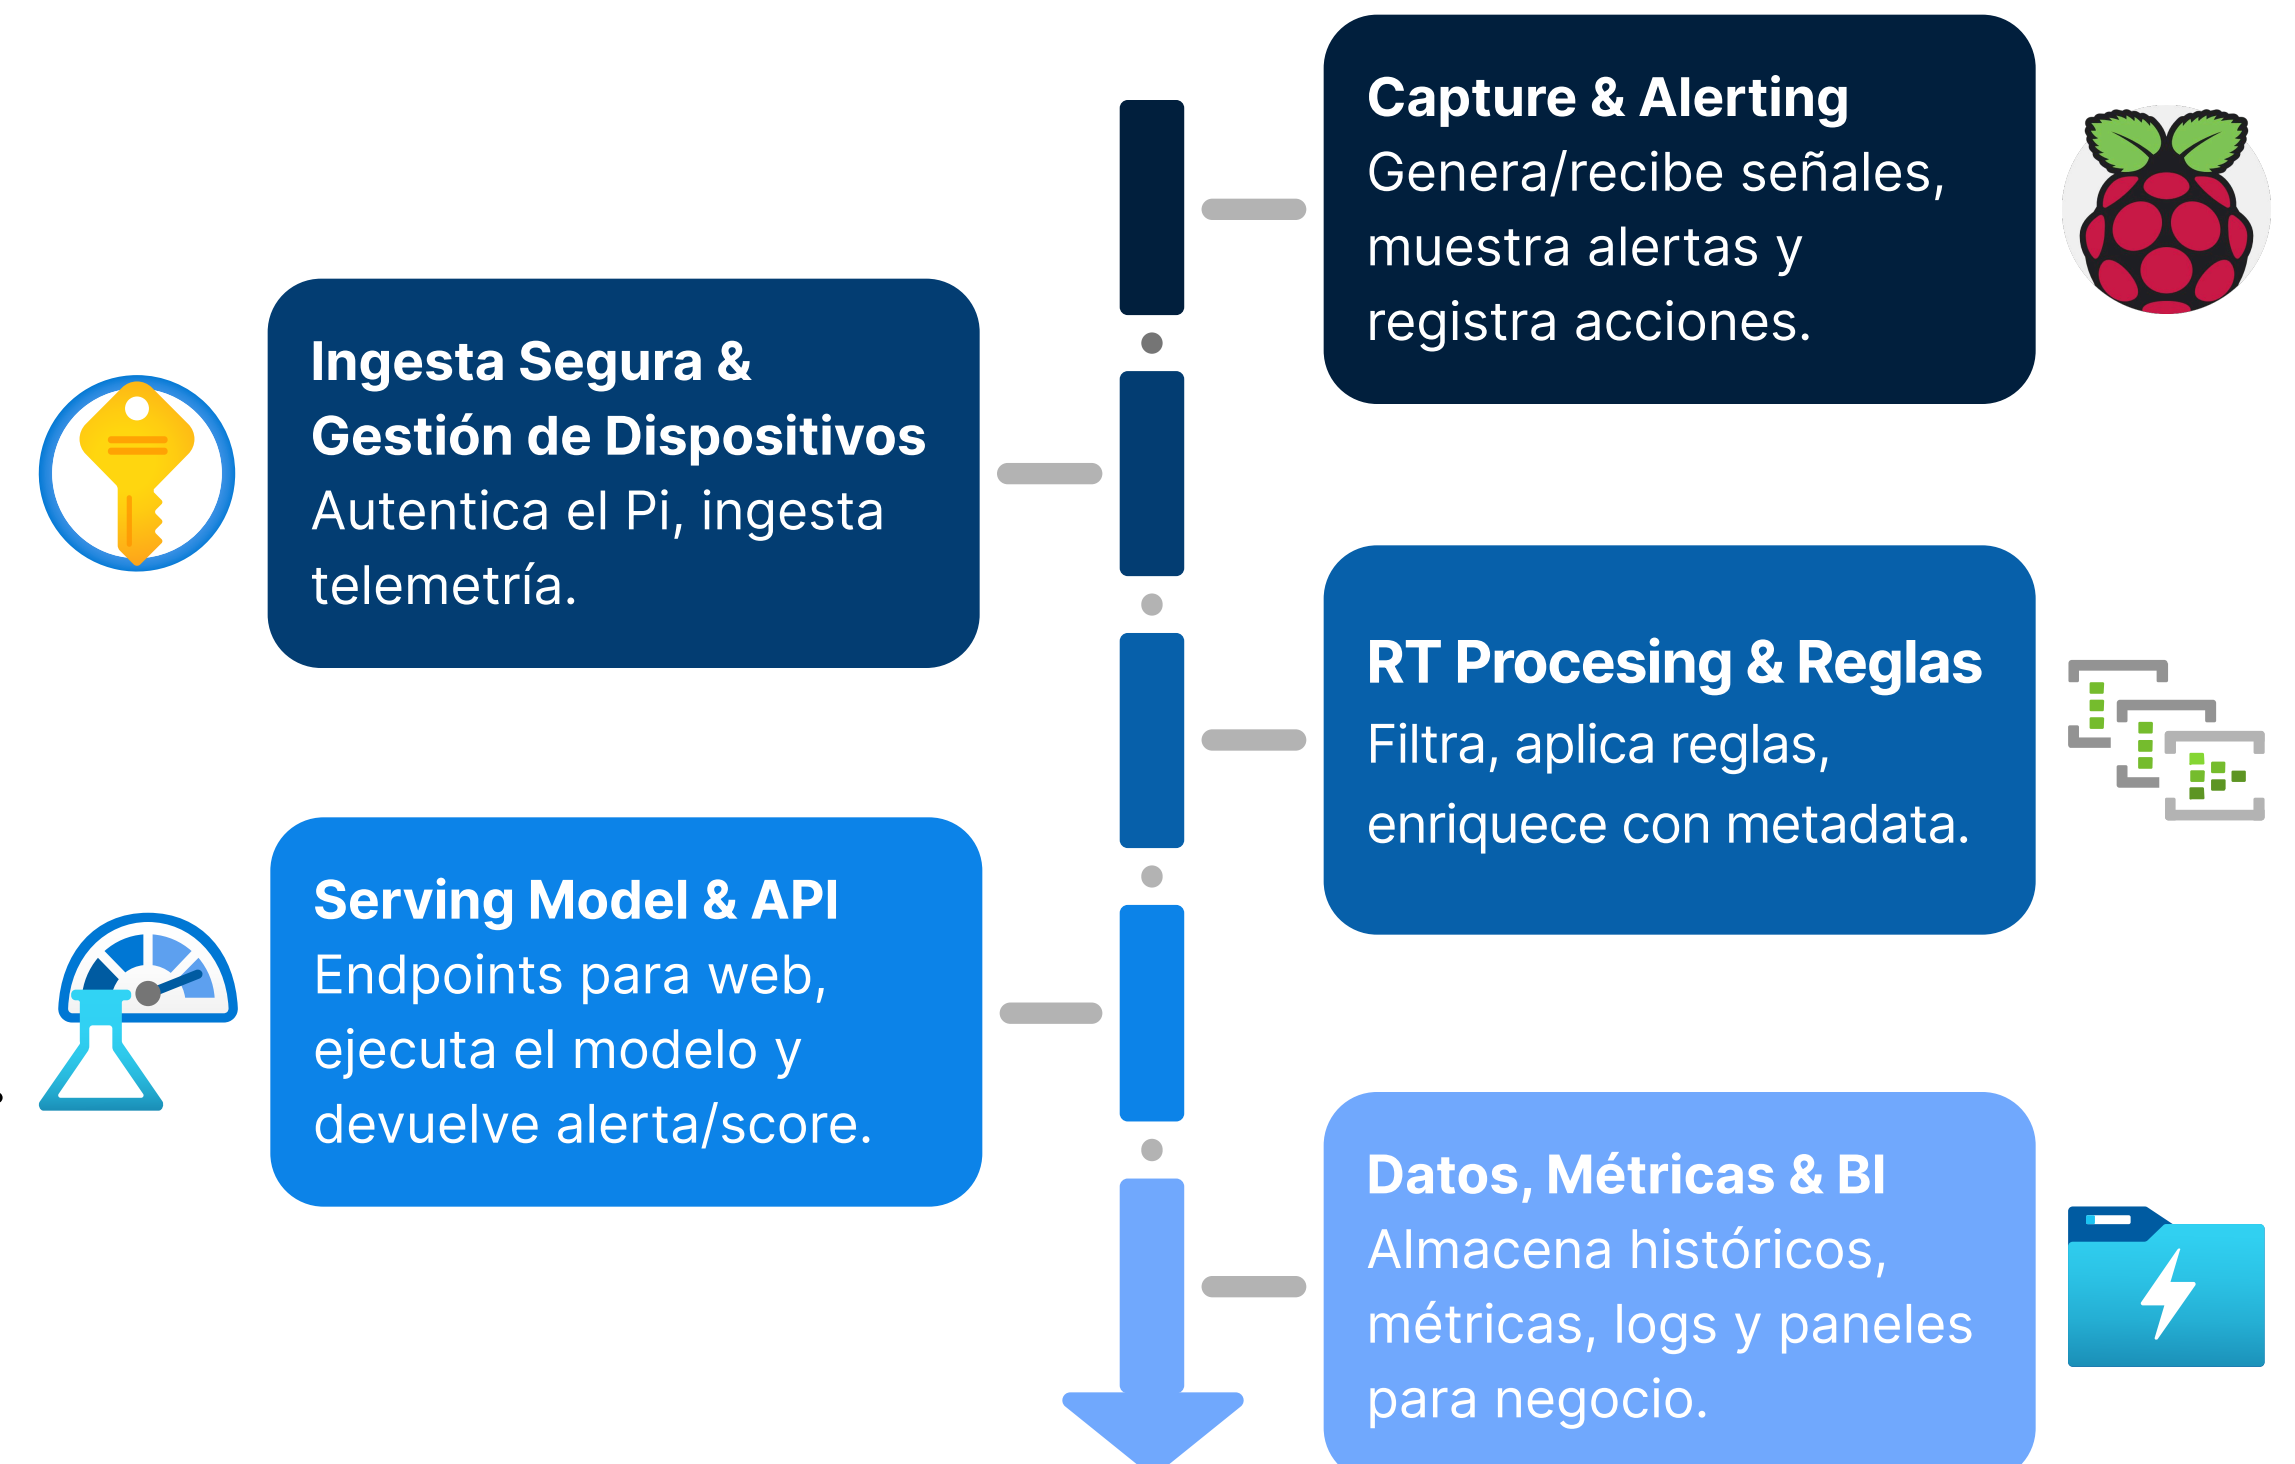 Capture & Alerting
Genera/recibe señales,
muestra alertas y
registra acciones.
Ingesta Segura &
Gestión de Dispositivos
Autentica el Pi, ingesta
telemetría.
RT Procesing & Reglas
Filtra, aplica reglas,
enriquece con metadata.
Serving Model & API
Endpoints para web,
ejecuta el modelo y
devuelve alerta/score.
Datos, Métricas & BI
Almacena históricos,
métricas, logs y paneles
para negocio.